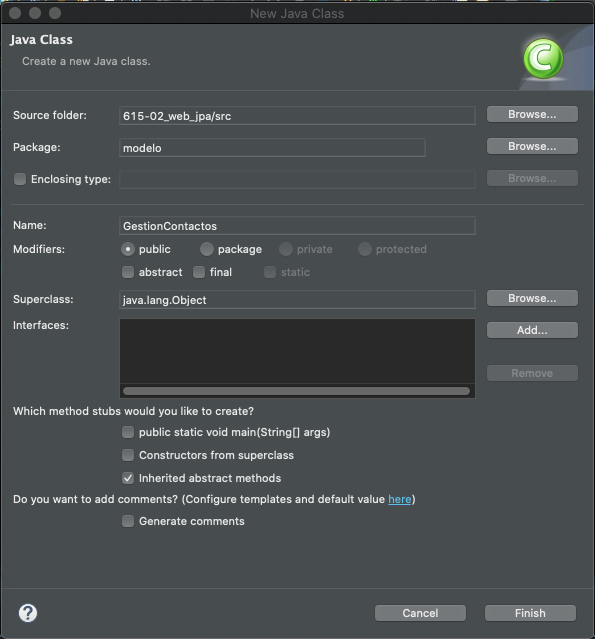 New Java Class
Java Class
Create a new Java class.
C
Source folder: 615-02_web_jpa/src Browse...
Package: modelo Browse...
Enclosing type: Browse...
Name: GestionContactos
Modifiers: public package private protected
abstract final static
Superclass: java.lang.Object Browse...
Interfaces: Add...
Remove
Which method stubs would you like to create?
public static void main(String[] args)
Constructors from superclass
Inherited abstract methods
Do you want to add comments? (Configure templates and default value here)
Generate comments
? Cancel Finish